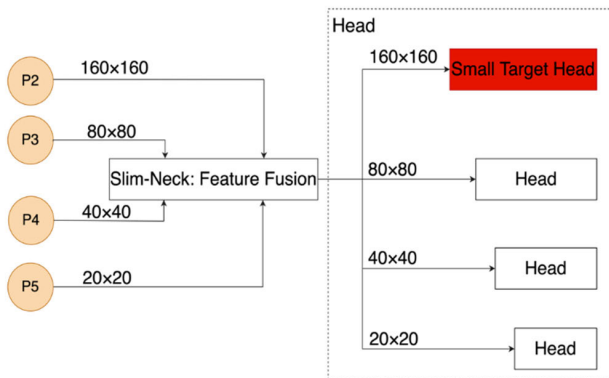 Head
P2
160×160
160×160
Small Target Head
P3
80×80
Slim-Neck: Feature Fusion
80×80
Head
P4
40×40
40×40
Head
P5
20×20
20×20
Head